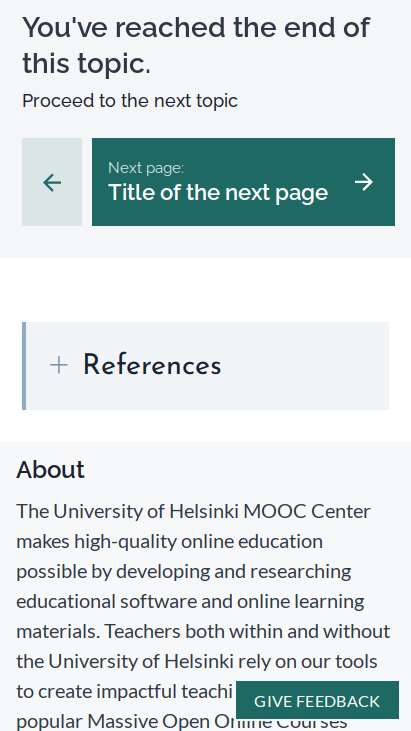 You've reached the end of
this topic.
Proceed to the next topic
Next page:
Title of the next page
References
About
The University of Helsinki MOOC Center
makes high-quality online education
possible by developing and researching
educational software and online learning
materials. Teachers both within and without
the University of Helsinki rely on our tools
to create impactful teachi
GIVE FEEDBACK
popular Massive Open Online Courses